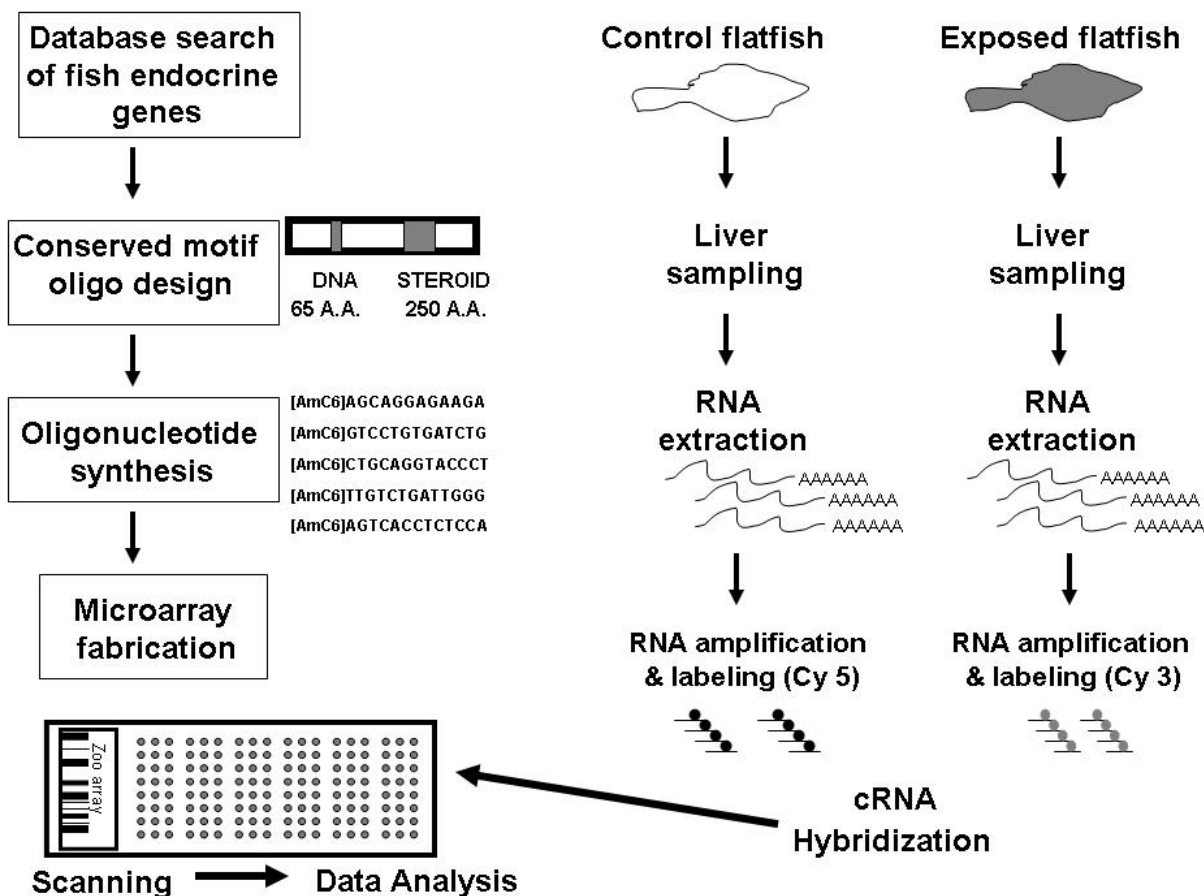 Database search
of fish endocrine
genes
Conserved motif
oligo design
DNA STEROID
65 A.A. 250 A.A.
Oligonucleotide
synthesis
[AmC6]AGCAGGAGAAGA
[AmC6]GTCCTGTGATCTG
[AmC6]CTGCAGGTACCCT
[AmC6]TTGTCTGATTGGG
[AmC6]AGTCACCTCTCCA
Microarray
fabrication
Control flatfish
Liver
sampling
RNA
extraction
AAAAAA
AAAAAA
AAAAAA
RNA amplification
& labeling (Cy 5)
Exposed flatfish
Liver
sampling
RNA
extraction
AAAAAA
AAAAAA
AAAAAA
RNA amplification
& labeling (Cy 3)
cRNA
Hybridization
Zoo array
Scanning Data Analysis